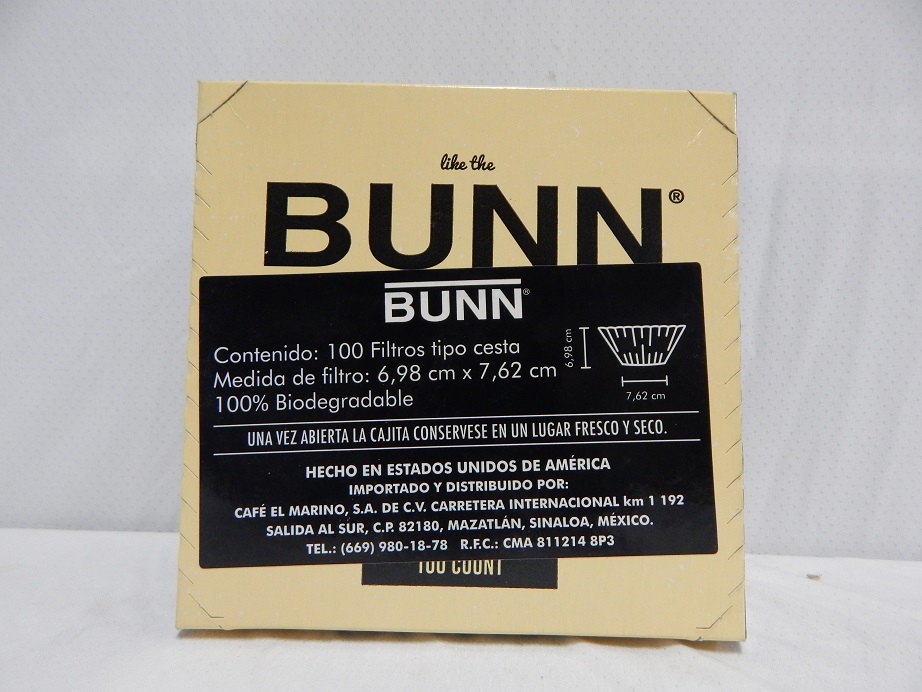 like the
BUNN®
BUNN®
Contenido: 100 Filtros tipo cesta
Medida de filtro: 6,98 cm x 7,62 cm
100% Biodegradable
6,98 cm
7,62 cm
UNA VEZ ABIERTA LA CAJITA CONSERVESE EN UN LUGAR FRESCO Y SECO.
HECHO EN ESTADOS UNIDOS DE AMÉRICA
IMPORTADO Y DISTRIBUIDO POR:
CAFÉ EL MARINO, S.A. DE C.V. CARRETERA INTERNACIONAL km 1 192
SALIDA AL SUR, C.P. 82180, MAZATLÁN, SINALOA, MÉXICO.
TEL.: (669) 980-18-78 R.F.C.: CMA 811214 8P3
100 COUNT